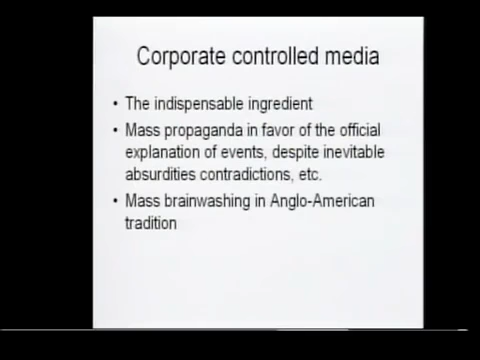 Corporate controlled media
• The indispensable ingredient
• Mass propaganda in favor of the official
explanation of events, despite inevitable
absurdities contradictions, etc.
• Mass brainwashing in Anglo-American
tradition